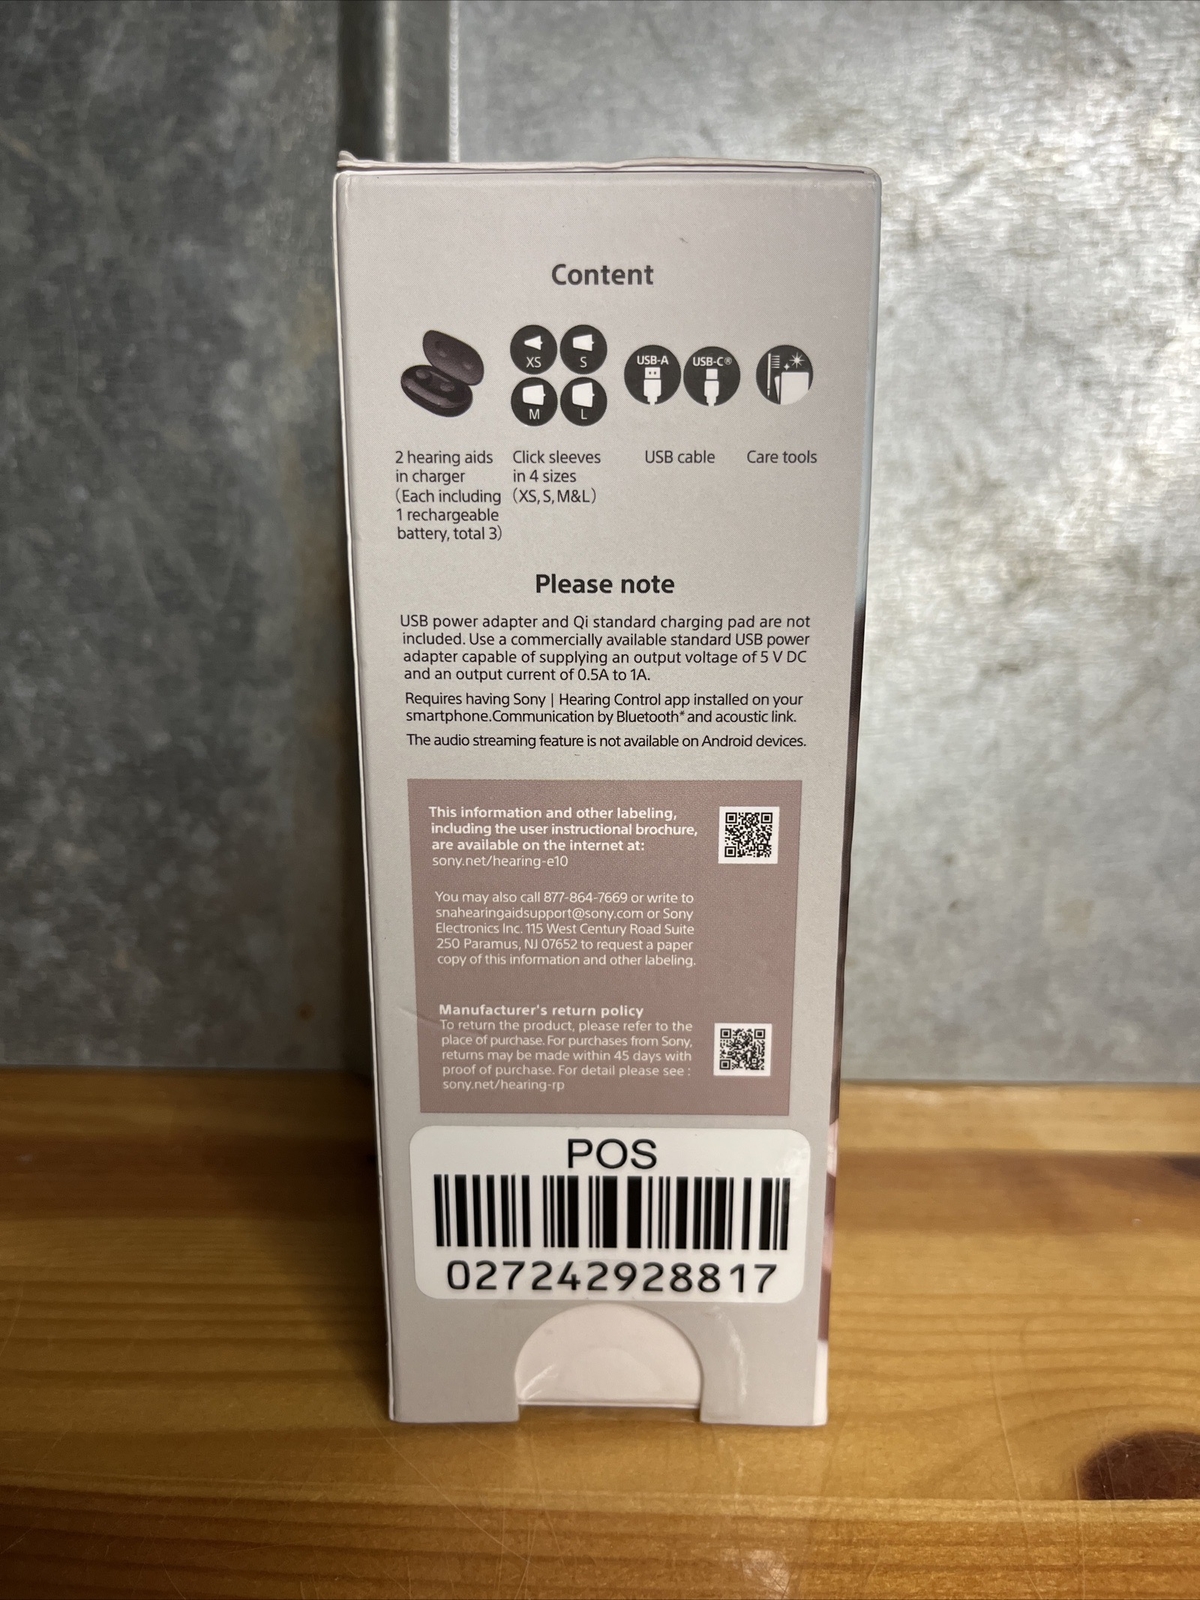 Content
XS
S
M
L
USB-A
USB-C®
2 hearing aids
in charger
(Each including
1 rechargeable
battery, total 3)
Click sleeves
in 4 sizes
(XS, S, M&L)
USB cable
Care tools
Please note
USB power adapter and Qi standard charging pad are not
included. Use a commercially available standard USB power
adapter capable of supplying an output voltage of 5 V DC
and an output current of 0.5A to 1A.
Requires having Sony | Hearing Control app installed on your
smartphone.Communication by Bluetooth® and acoustic link.
The audio streaming feature is not available on Android devices.
This information and other labeling,
including the user instructional brochure,
are available on the internet at:
sony.net/hearing-e10
You may also call 877-864-7669 or write to
snahearingaidsupport@sony.com or Sony
Electronics Inc. 115 West Century Road Suite
250 Paramus, NJ 07652 to request a paper
copy of this information and other labeling.
Manufacturer's return policy
To return the product, please refer to the
place of purchase. For purchases from Sony,
returns may be made within 45 days with
proof of purchase. For detail please see :
sony.net/hearing-rp
POS
027242928817